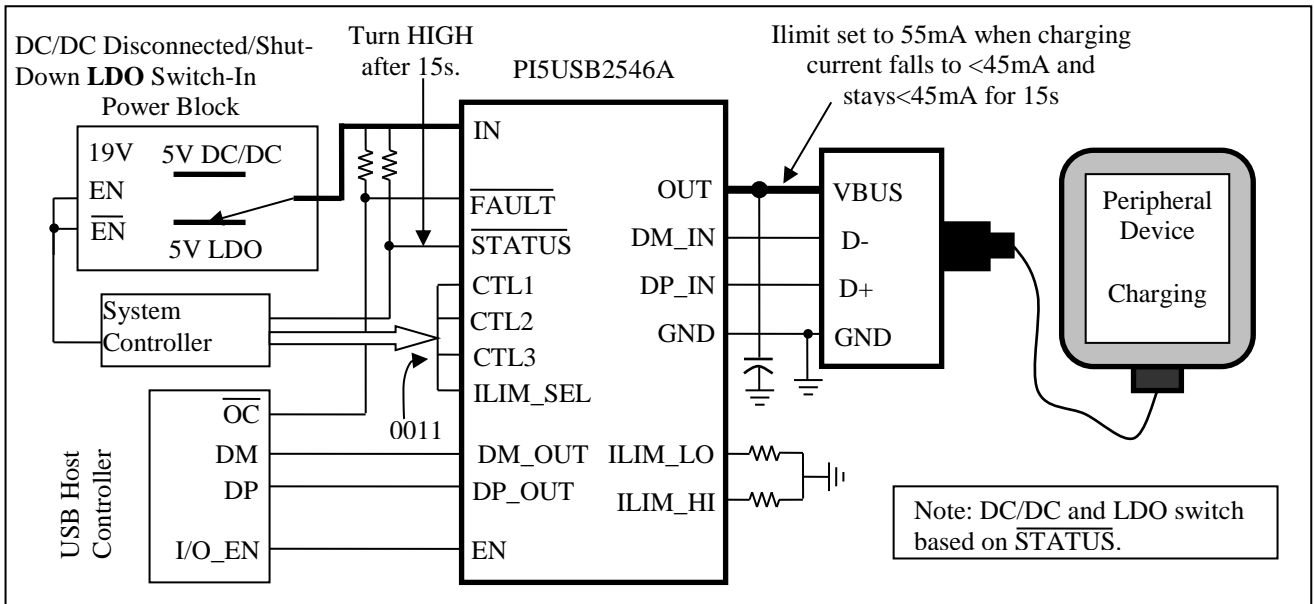 DC/DC Disconnected/Shut-
Down LDO Switch-In
Power Block
Turn HIGH
after 15s.
PI5USB2546A
Ilimit set to 55mA when charging
current falls to <45mA and
stays<45mA for 15s
19V
5V DC/DC
EN
EN
5V LDO
System
Controller
USB Host
Controller
OC
DM
DP
I/O_EN
0011
IN
FAULT
STATUS
CTL1
CTL2
CTL3
ILIM_SEL
DM_OUT
DP_OUT
EN
OUT
DM_IN
DP_IN
GND
ILIM_LO
ILIM_HI
VBUS
D-
D+
GND
Peripheral
Device
Charging
Note: DC/DC and LDO switch
based on STATUS.